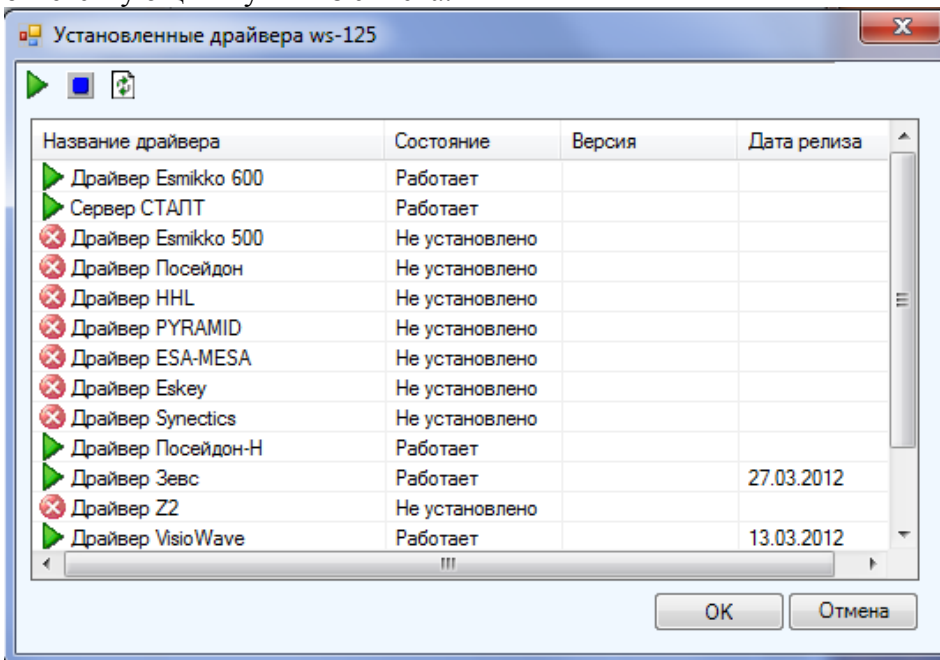 Установленные драйвера ws-125
Название драйвера Состояние Версия Дата релиза
Драйвер Esmikko 600 Работает
Сервер СТАПТ Работает
Драйвер Esmikko 500 Не установлено
Драйвер Посейдон Не установлено
Драйвер HHL Не установлено
Драйвер PYRAMID Не установлено
Драйвер ESA-MESA Не установлено
Драйвер Eskey Не установлено
Драйвер Synectics Не установлено
Драйвер Посейдон-Н Работает
Драйвер Зевс Работает 27.03.2012
Драйвер Z2 Не установлено
Драйвер VisioWave Работает 13.03.2012
OK Отмена